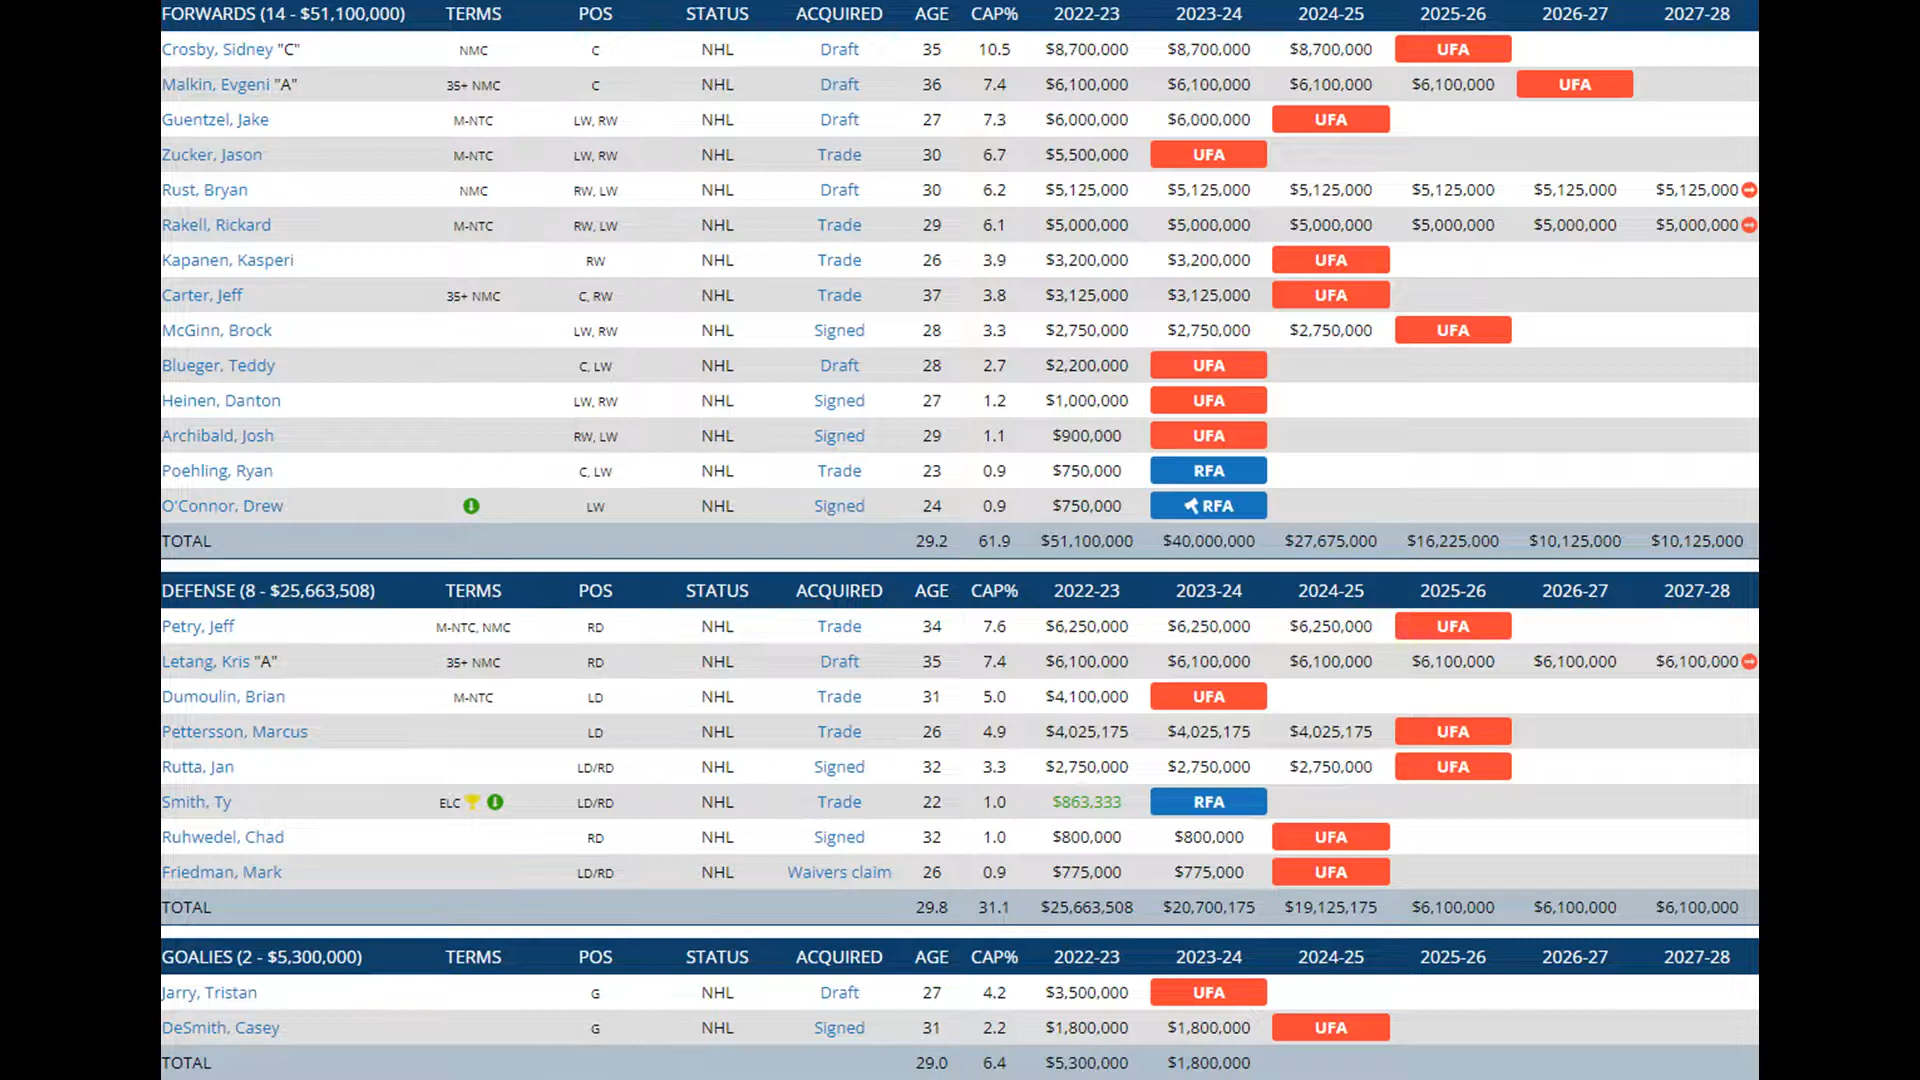 FORWARDS (14 - $51,100,000) TERMS POS STATUS ACQUIRED AGE CAP% 2022-23 2023-24 2024-25 2025-26 2026-27 2027-28
Crosby, Sidney "C" NMC C NHL Draft 35 10.5 $8,700,000 $8,700,000 $8,700,000 UFA
Malkin, Evgeni "A" 35+ NMC C NHL Draft 36 7.4 $6,100,000 $6,100,000 $6,100,000 $6,100,000 UFA
Guentzel, Jake M-NTC LW, RW NHL Draft 27 7.3 $6,000,000 $6,000,000 UFA
Zucker, Jason M-NTC LW, RW NHL Trade 30 6.7 $5,500,000 UFA
Rust, Bryan NMC RW, LW NHL Draft 30 6.2 $5,125,000 $5,125,000 $5,125,000 $5,125,000 $5,125,000 $5,125,000
Rakell, Rickard M-NTC RW, LW NHL Trade 29 6.1 $5,000,000 $5,000,000 $5,000,000 $5,000,000 $5,000,000 $5,000,000
Kapanen, Kasperi RW NHL Trade 26 3.9 $3,200,000 $3,200,000 UFA
Carter, Jeff 35+ NMC C, RW NHL Trade 37 3.8 $3,125,000 $3,125,000 UFA
McGinn, Brock LW, RW NHL Signed 28 3.3 $2,750,000 $2,750,000 $2,750,000 UFA
Blueger, Teddy C, LW NHL Draft 28 2.7 $2,200,000 UFA
Heinen, Danton LW, RW NHL Signed 27 1.2 $1,000,000 UFA
Archibald, Josh RW, LW NHL Signed 29 1.1 $900,000 UFA
Poehling, Ryan C, LW NHL Trade 23 0.9 $750,000 RFA
O'Connor, Drew LW NHL Signed 24 0.9 $750,000 RFA
TOTAL 29.2 61.9 $51,100,000 $40,000,000 $27,675,000 $16,225,000 $10,125,000 $10,125,000
DEFENSE (8 - $25,663,508) TERMS POS STATUS ACQUIRED AGE CAP% 2022-23 2023-24 2024-25 2025-26 2026-27 2027-28
Petry, Jeff M-NTC, NMC RD NHL Trade 34 7.6 $6,250,000 $6,250,000 $6,250,000 UFA
Letang, Kris "A" 35+ NMC RD NHL Draft 35 7.4 $6,100,000 $6,100,000 $6,100,000 $6,100,000 $6,100,000 $6,100,000
Dumoulin, Brian M-NTC LD NHL Trade 31 5.0 $4,100,000 UFA
Pettersson, Marcus LD NHL Trade 26 4.9 $4,025,175 $4,025,175 $4,025,175 UFA
Rutta, Jan LD/RD NHL Signed 32 3.3 $2,750,000 $2,750,000 $2,750,000 UFA
Smith, Ty ELC LD/RD NHL Trade 22 1.0 $863,333 RFA
Ruhwedel, Chad RD NHL Signed 32 1.0 $800,000 $800,000 UFA
Friedman, Mark LD/RD NHL Waivers claim 26 0.9 $775,000 $775,000 UFA
TOTAL 29.8 31.1 $25,663,508 $20,700,175 $19,125,175 $6,100,000 $6,100,000 $6,100,000
GOALIES (2 - $5,300,000) TERMS POS STATUS ACQUIRED AGE CAP% 2022-23 2023-24 2024-25 2025-26 2026-27 2027-28
Jarry, Tristan G NHL Draft 27 4.2 $3,500,000 UFA
DeSmith, Casey G NHL Signed 31 2.2 $1,800,000 $1,800,000 UFA
TOTAL 29.0 6.4 $5,300,000 $1,800,000